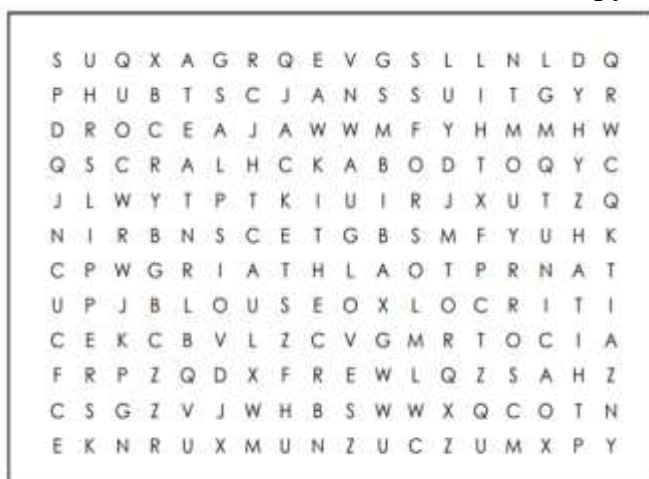 S U Q X A G R Q E V G S L L N L D Q
P H U B T S C J A N S S U I T G Y R
D R O C E A J A W W M F Y H M M H W
Q S C R A L H C K A B O D T O Q Y C
J L W Y T P T K I U I R J X U T Z Q
N I R B N S C E T G B S M F Y U H K
C P W G R I A T H L A O T P R N A T
U P J B L O U S E O X L O C R I T I
C E K C B V L Z C V G M R T O C I A
F R P Z Q D X F R E W L Q Z S A H Z
C S G Z V J W H B S W W X Q C O T N
E K N R U X M U N Z U C Z U M X P Y